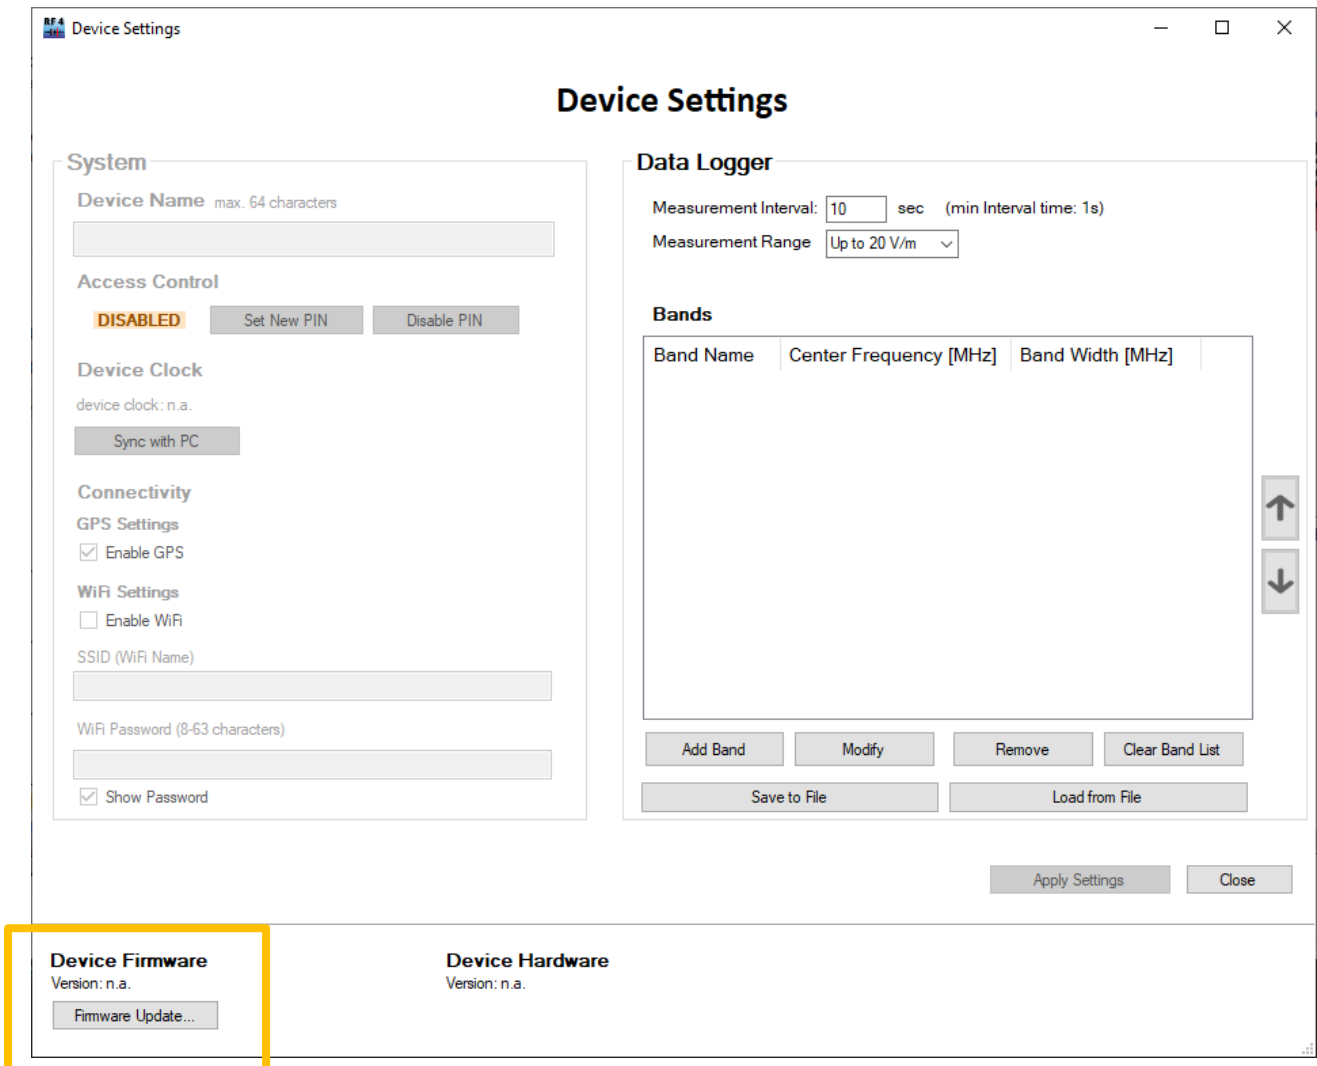 RF4
Device Settings
Device Settings
System
Device Name max. 64 characters
Access Control
DISABLED
Set New PIN
Disable PIN
Device Clock
device clock: n.a.
Sync with PC
Connectivity
GPS Settings
Enable GPS
WiFi Settings
Enable WiFi
SSID (WiFi Name)
WiFi Password (8-63 characters)
Show Password
Data Logger
Measurement Interval: 10 sec (min Interval time: 1s)
Measurement Range Up to 20 V/m
Bands
Band Name Center Frequency [MHz] Band Width [MHz]
Add Band Modify Remove Clear Band List
Save to File Load from File
Apply Settings Close
Device Firmware
Version: n.a.
Firmware Update...
Device Hardware
Version: n.a.